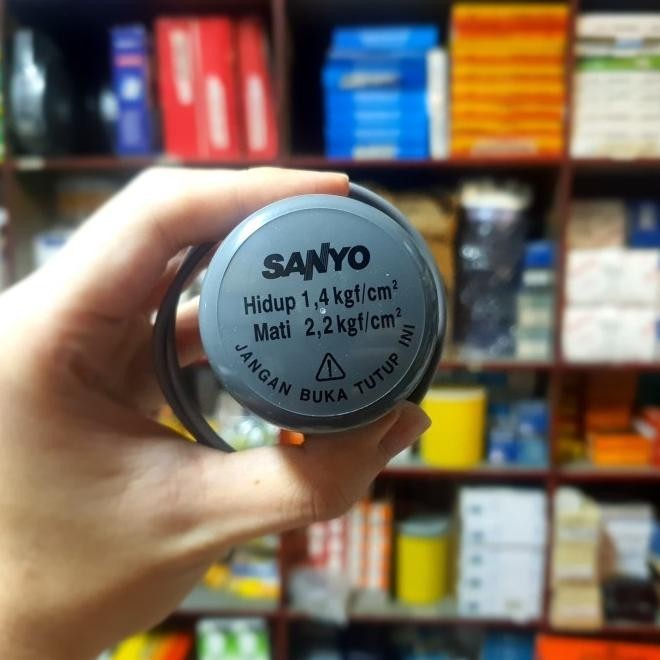 SANYO
Hidup 1,4 kgf/cm²
Mati 2,2 kgf/cm²
JANGAN BUKA TUTUP INI